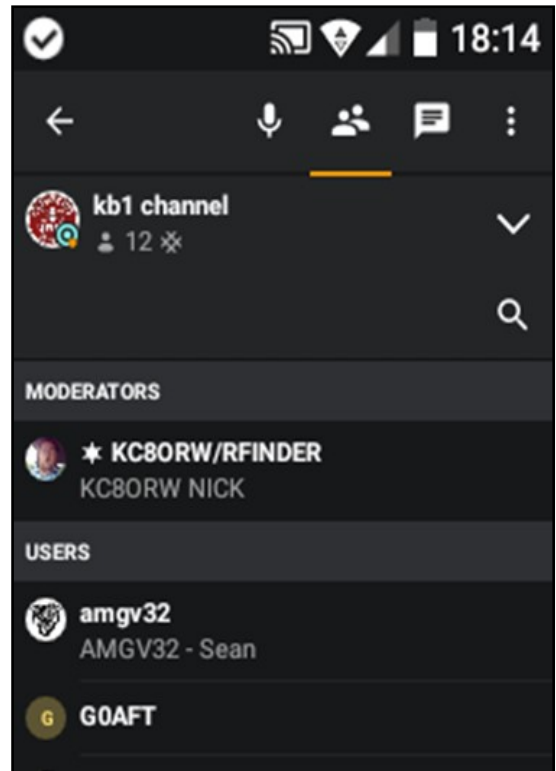 18:14
kb1 channel
12
MODERATORS
✶ KC8ORW/RFINDER
KC8ORW NICK
USERS
amgv32
AMGV32 - Sean
G G0AFT